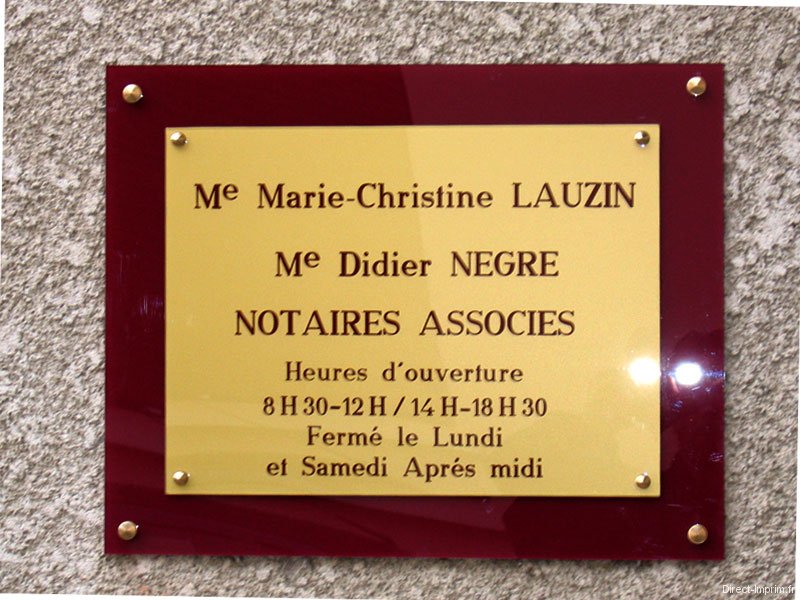 Me Marie-Christine LAUZIN
Me Didier NEGRE
NOTAIRES ASSOCIES
Heures d'ouverture
8 H 30-12 H / 14 H-18 H 30
Fermé le Lundi
et Samedi Aprés midi
Direct-Imprim.fr